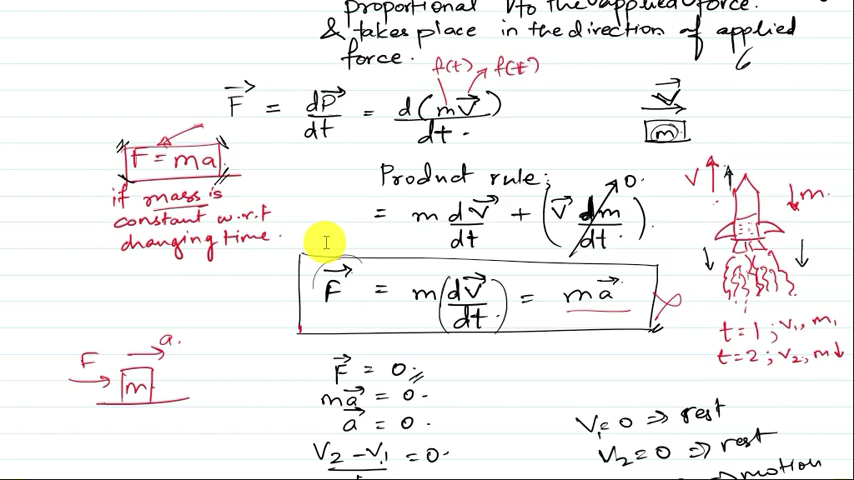 proportional to the applied force.
& takes place in the direction of applied
force.
6
f(t) f(t)
F⃗ = dP⃗/dt = d(mV⃗)/dt.
V⃗
m
F = ma
if mass is
constant w.r.t
changing time.
Product rule;
= m dV⃗/dt + (V⃗ dm/dt). 0.
V m.
F⃗ = m(dV⃗/dt) = ma⃗
t=1 ; V₁, m₁
t=2 ; V₂, m↓
F a.
m
F⃗ = 0.
ma⃗ = 0.
a⃗ = 0.
V₂ - V₁ = 0.
V₁ = 0 ⇒ rest
V₂ = 0 ⇒ rest
motion